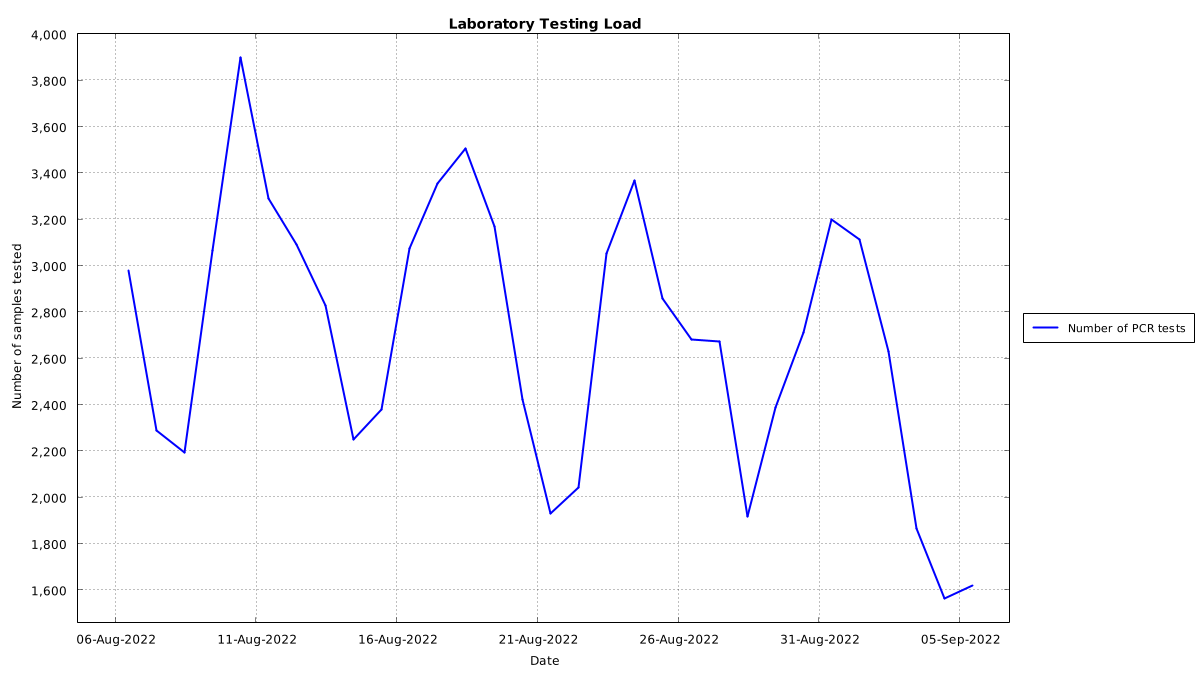 Laboratory Testing Load
4,000
3,800
3,600
3,400
3,200
3,000
2,800
2,600
2,400
2,200
2,000
1,800
1,600
Number of samples tested
06-Aug-2022
11-Aug-2022
16-Aug-2022
21-Aug-2022
26-Aug-2022
31-Aug-2022
05-Sep-2022
Date
Number of PCR tests